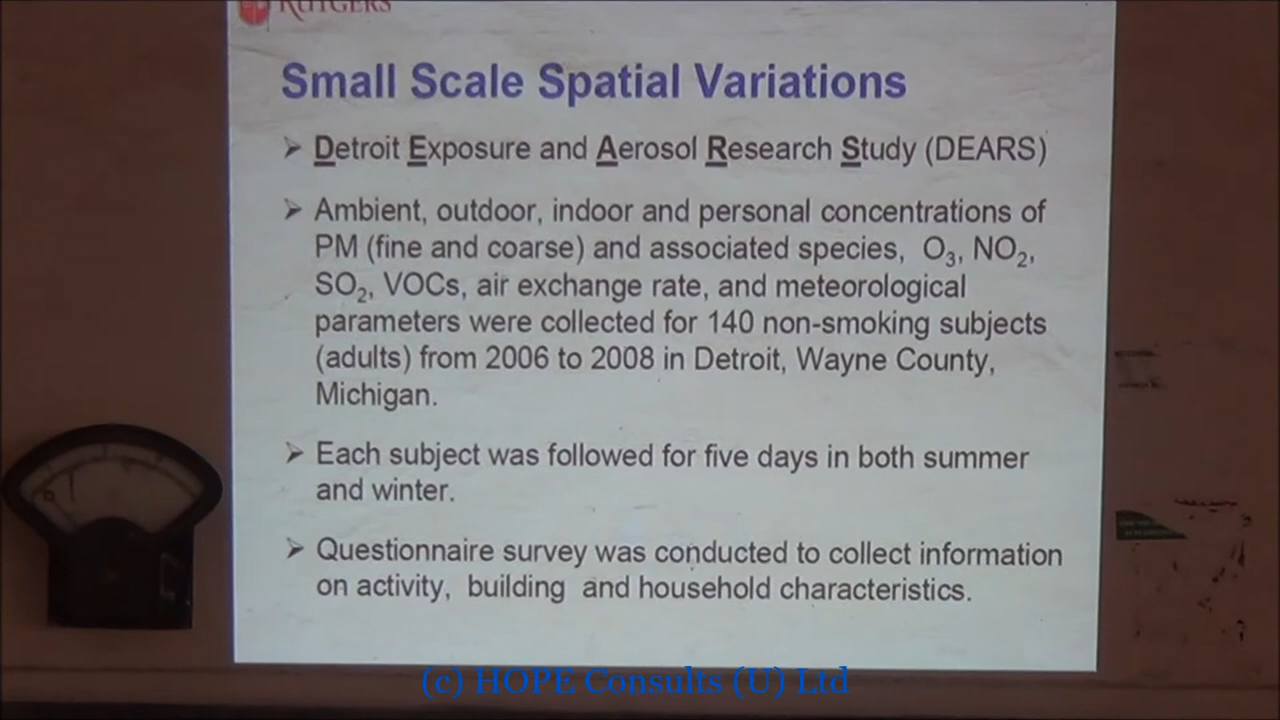 RUTGERS
Small Scale Spatial Variations
➢ Detroit Exposure and Aerosol Research Study (DEARS)
➢ Ambient, outdoor, indoor and personal concentrations of
PM (fine and coarse) and associated species, O₃, NO₂,
SO₂, VOCs, air exchange rate, and meteorological
parameters were collected for 140 non-smoking subjects
(adults) from 2006 to 2008 in Detroit, Wayne County,
Michigan.
➢ Each subject was followed for five days in both summer
and winter.
➢ Questionnaire survey was conducted to collect information
on activity, building and household characteristics.
(c) HOPE Consults (U) Ltd